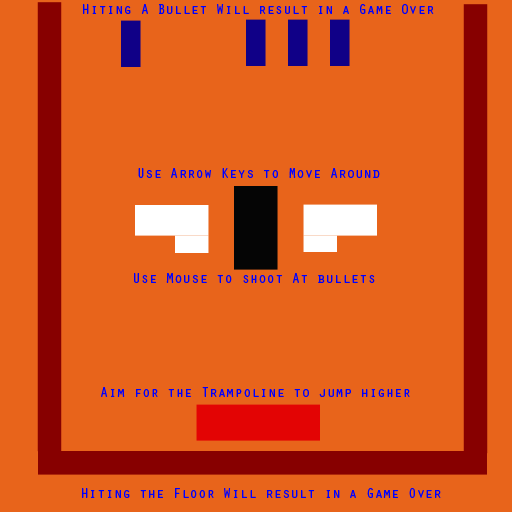 Hiting A Bullet Will result in a Game Over
Use Arrow Keys to Move Around
Use Mouse to shoot At bullets
Aim for the Trampoline to jump higher
Hiting the Floor Will result in a Game Over